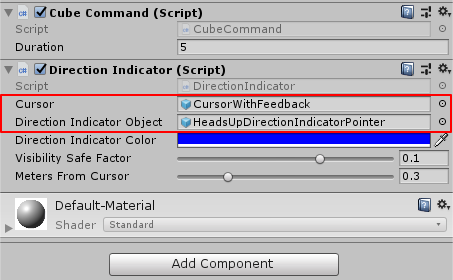 Cube Command (Script)
Script CubeCommand
Duration 5
Direction Indicator (Script)
Script DirectionIndicator
Cursor CursorWithFeedback
Direction Indicator Object HeadsUpDirectionIndicatorPointer
Direction Indicator Color
Visibility Safe Factor 0.1
Meters From Cursor 0.3
Default-Material
Shader Standard
Add Component